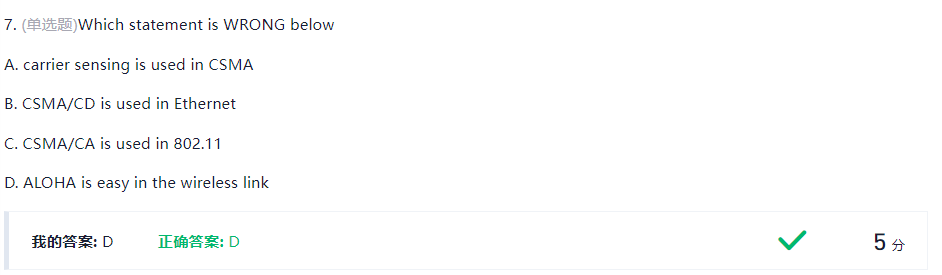 7. (单选题)Which statement is WRONG below
A. carrier sensing is used in CSMA
B. CSMA/CD is used in Ethernet
C. CSMA/CA is used in 802.11
D. ALOHA is easy in the wireless link
我的答案: D 正确答案: D 5 分